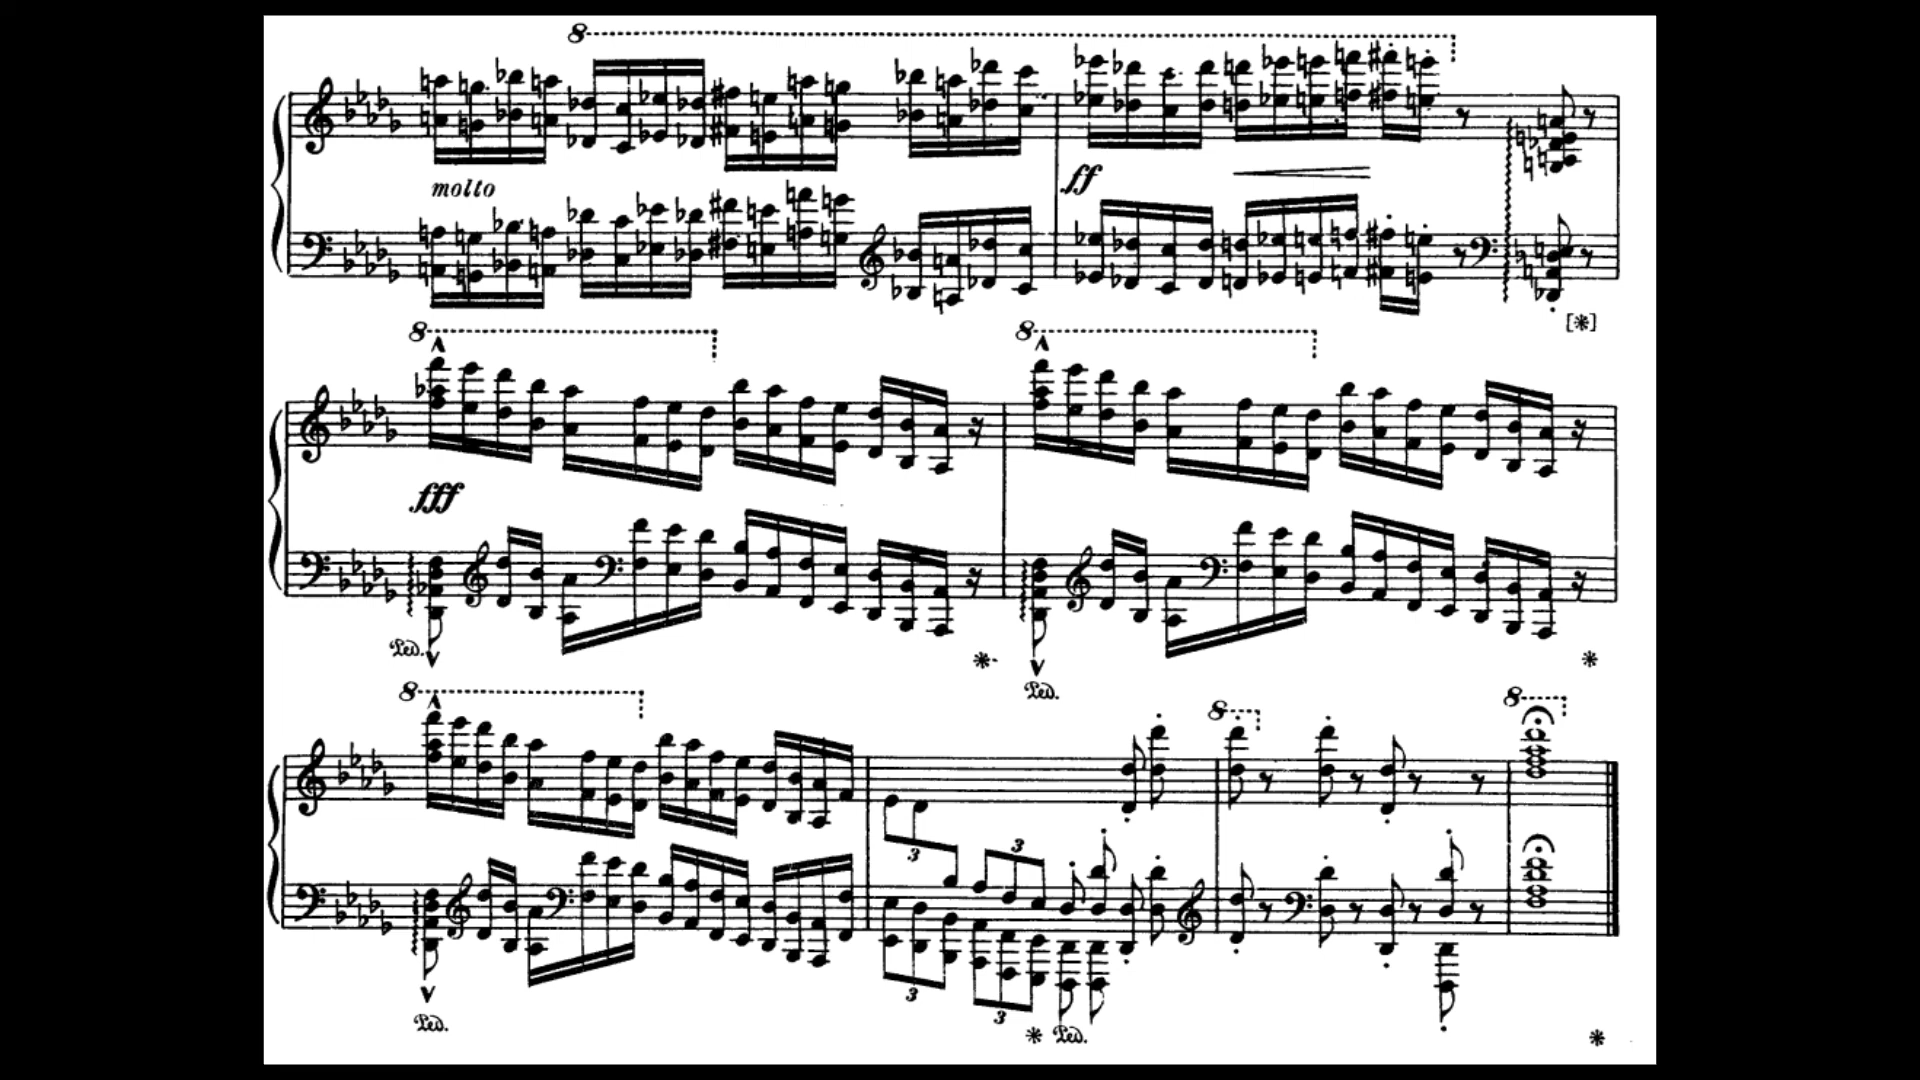 8
molto
ff
[*]
8 8
fff
Ped. * Ped. *
8 8 8
3 3
3 3
Ped. * Ped. *